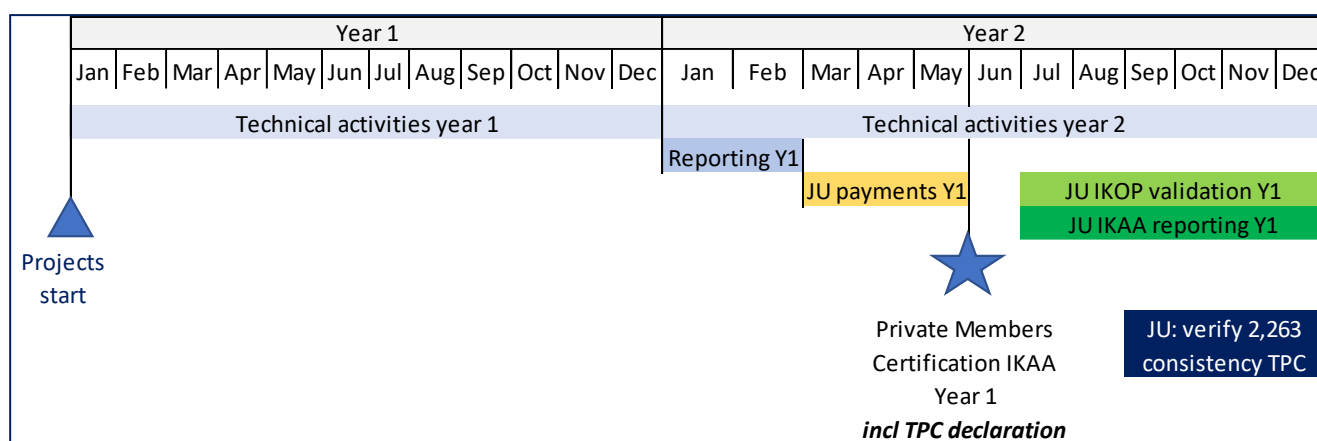 Year 1 Year 2
Jan Feb Mar Apr May Jun Jul Aug Sep Oct Nov Dec Jan Feb Mar Apr May Jun Jul Aug Sep Oct Nov Dec
Technical activities year 1 Technical activities year 2
Reporting Y1
JU payments Y1 JU IKOP validation Y1
JU IKAA reporting Y1
Projects
start
Private Members
Certification IKAA
Year 1
incl TPC declaration
JU: verify 2,263
consistency TPC